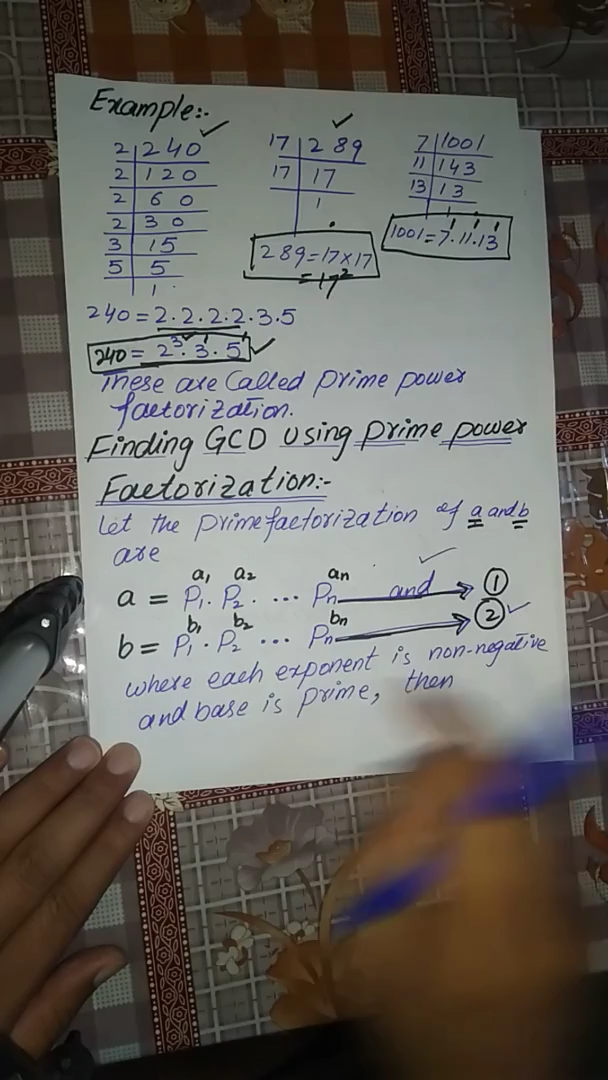 Example:-
2 | 240
2 | 120
2 | 60
2 | 30
3 | 15
5 | 5
1
17 | 289
17 | 17
1
289=17×17
=17²
7 | 1001
11 | 143
13 | 13
1
1001=7.11.13
240=2.2.2.2.3.5
240= 2³.3.5
These are called prime power
factorization.
Finding GCD Using prime power
Factorization:-
Let the prime factorization of a and b
are
a = P₁^a₁ . P₂^a₂ . ... Pn^an and → ①
b = P₁^b₁ . P₂^b₂ ... Pn^bn → ②
where each exponent is non-negative
and base is prime, then